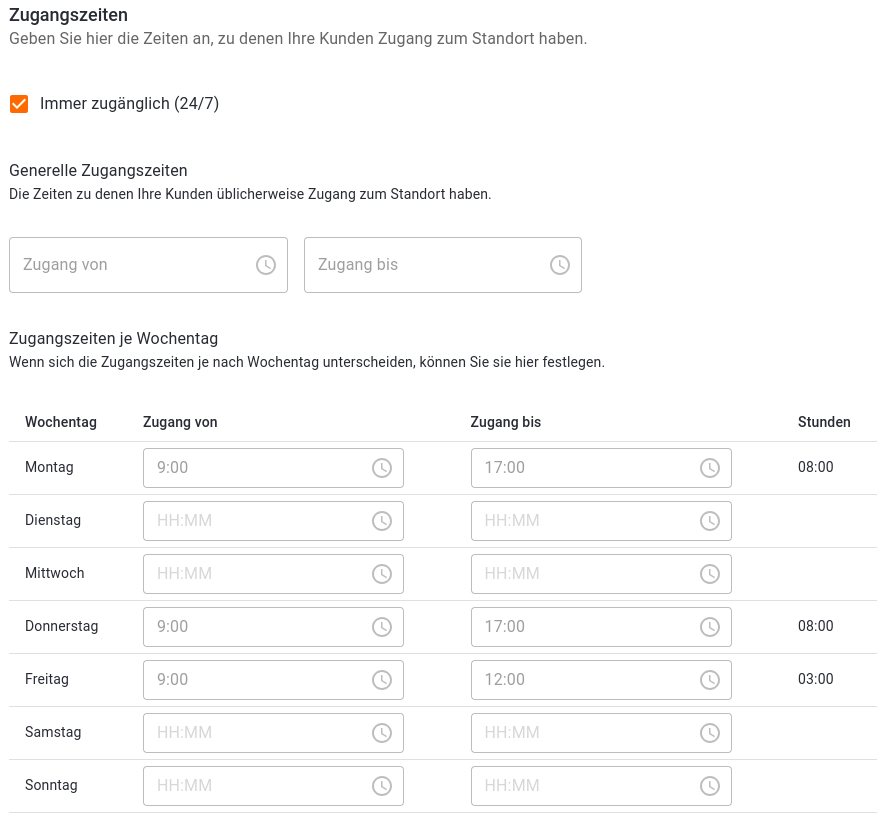 Zugangszeiten
Geben Sie hier die Zeiten an, zu denen Ihre Kunden Zugang zum Standort haben.
Immer zugänglich (24/7)
Generelle Zugangszeiten
Die Zeiten zu denen Ihre Kunden üblicherweise Zugang zum Standort haben.
Zugang von Zugang bis
Zugangszeiten je Wochentag
Wenn sich die Zugangszeiten je nach Wochentag unterscheiden, können Sie sie hier festlegen.
Wochentag Zugang von Zugang bis Stunden
Montag 9:00 17:00 08:00
Dienstag HH:MM HH:MM
Mittwoch HH:MM HH:MM
Donnerstag 9:00 17:00 08:00
Freitag 9:00 12:00 03:00
Samstag HH:MM HH:MM
Sonntag HH:MM HH:MM